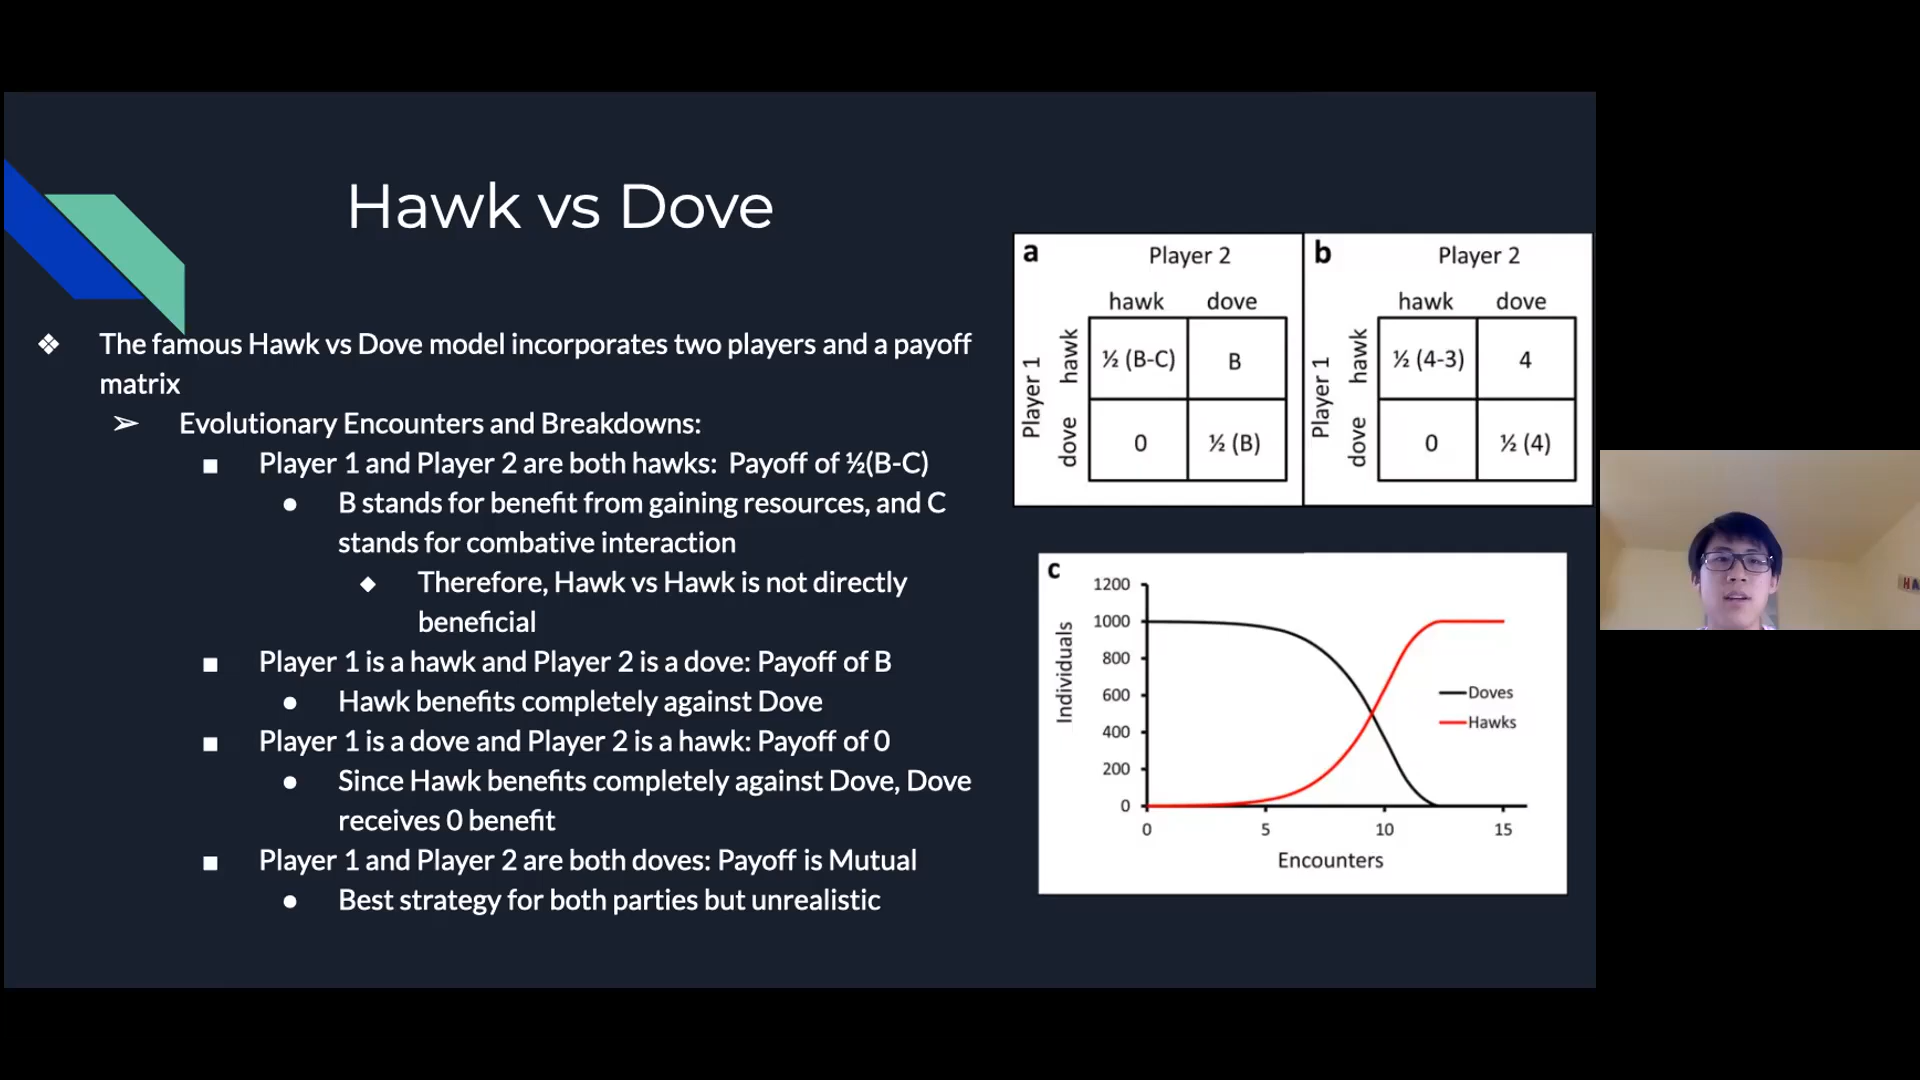 Hawk vs Dove
❖ The famous Hawk vs Dove model incorporates two players and a payoff
matrix
➢ Evolutionary Encounters and Breakdowns:
■ Player 1 and Player 2 are both hawks: Payoff of ½(B-C)
● B stands for benefit from gaining resources, and C
stands for combative interaction
◆ Therefore, Hawk vs Hawk is not directly
beneficial
■ Player 1 is a hawk and Player 2 is a dove: Payoff of B
● Hawk benefits completely against Dove
■ Player 1 is a dove and Player 2 is a hawk: Payoff of 0
● Since Hawk benefits completely against Dove, Dove
receives 0 benefit
■ Player 1 and Player 2 are both doves: Payoff is Mutual
● Best strategy for both parties but unrealistic
a
Player 2
hawk dove
Player 1
hawk
½ (B-C) B
dove
0 ½ (B)
b
Player 2
hawk dove
Player 1
hawk
½ (4-3) 4
dove
0 ½ (4)
c
Individuals
1200
1000
800
600
400
200
0
Doves
Hawks
0 5 10 15
Encounters
HA